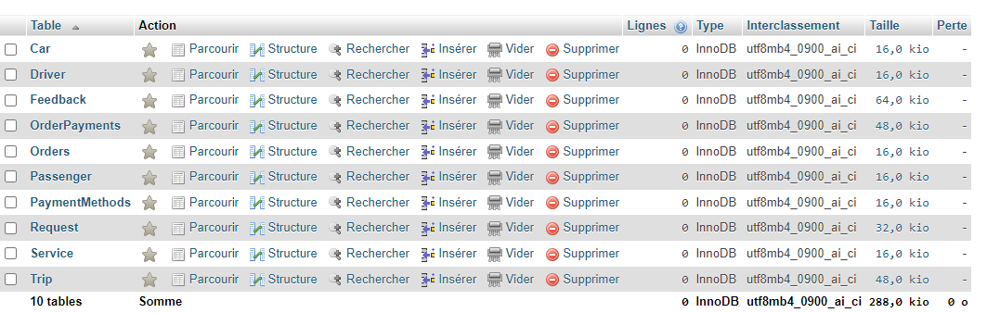 Table Action Lignes Type Interclassement Taille Perte
Car Parcourir Structure Rechercher Insérer Vider Supprimer 0 InnoDB utf8mb4_0900_ai_ci 16,0 kio -
Driver Parcourir Structure Rechercher Insérer Vider Supprimer 0 InnoDB utf8mb4_0900_ai_ci 16,0 kio -
Feedback Parcourir Structure Rechercher Insérer Vider Supprimer 0 InnoDB utf8mb4_0900_ai_ci 64,0 kio -
OrderPayments Parcourir Structure Rechercher Insérer Vider Supprimer 0 InnoDB utf8mb4_0900_ai_ci 48,0 kio -
Orders Parcourir Structure Rechercher Insérer Vider Supprimer 0 InnoDB utf8mb4_0900_ai_ci 16,0 kio -
Passenger Parcourir Structure Rechercher Insérer Vider Supprimer 0 InnoDB utf8mb4_0900_ai_ci 16,0 kio -
PaymentMethods Parcourir Structure Rechercher Insérer Vider Supprimer 0 InnoDB utf8mb4_0900_ai_ci 16,0 kio -
Request Parcourir Structure Rechercher Insérer Vider Supprimer 0 InnoDB utf8mb4_0900_ai_ci 32,0 kio -
Service Parcourir Structure Rechercher Insérer Vider Supprimer 0 InnoDB utf8mb4_0900_ai_ci 16,0 kio -
Trip Parcourir Structure Rechercher Insérer Vider Supprimer 0 InnoDB utf8mb4_0900_ai_ci 48,0 kio -
10 tables Somme 0 InnoDB utf8mb4_0900_ai_ci 288,0 kio 0 o